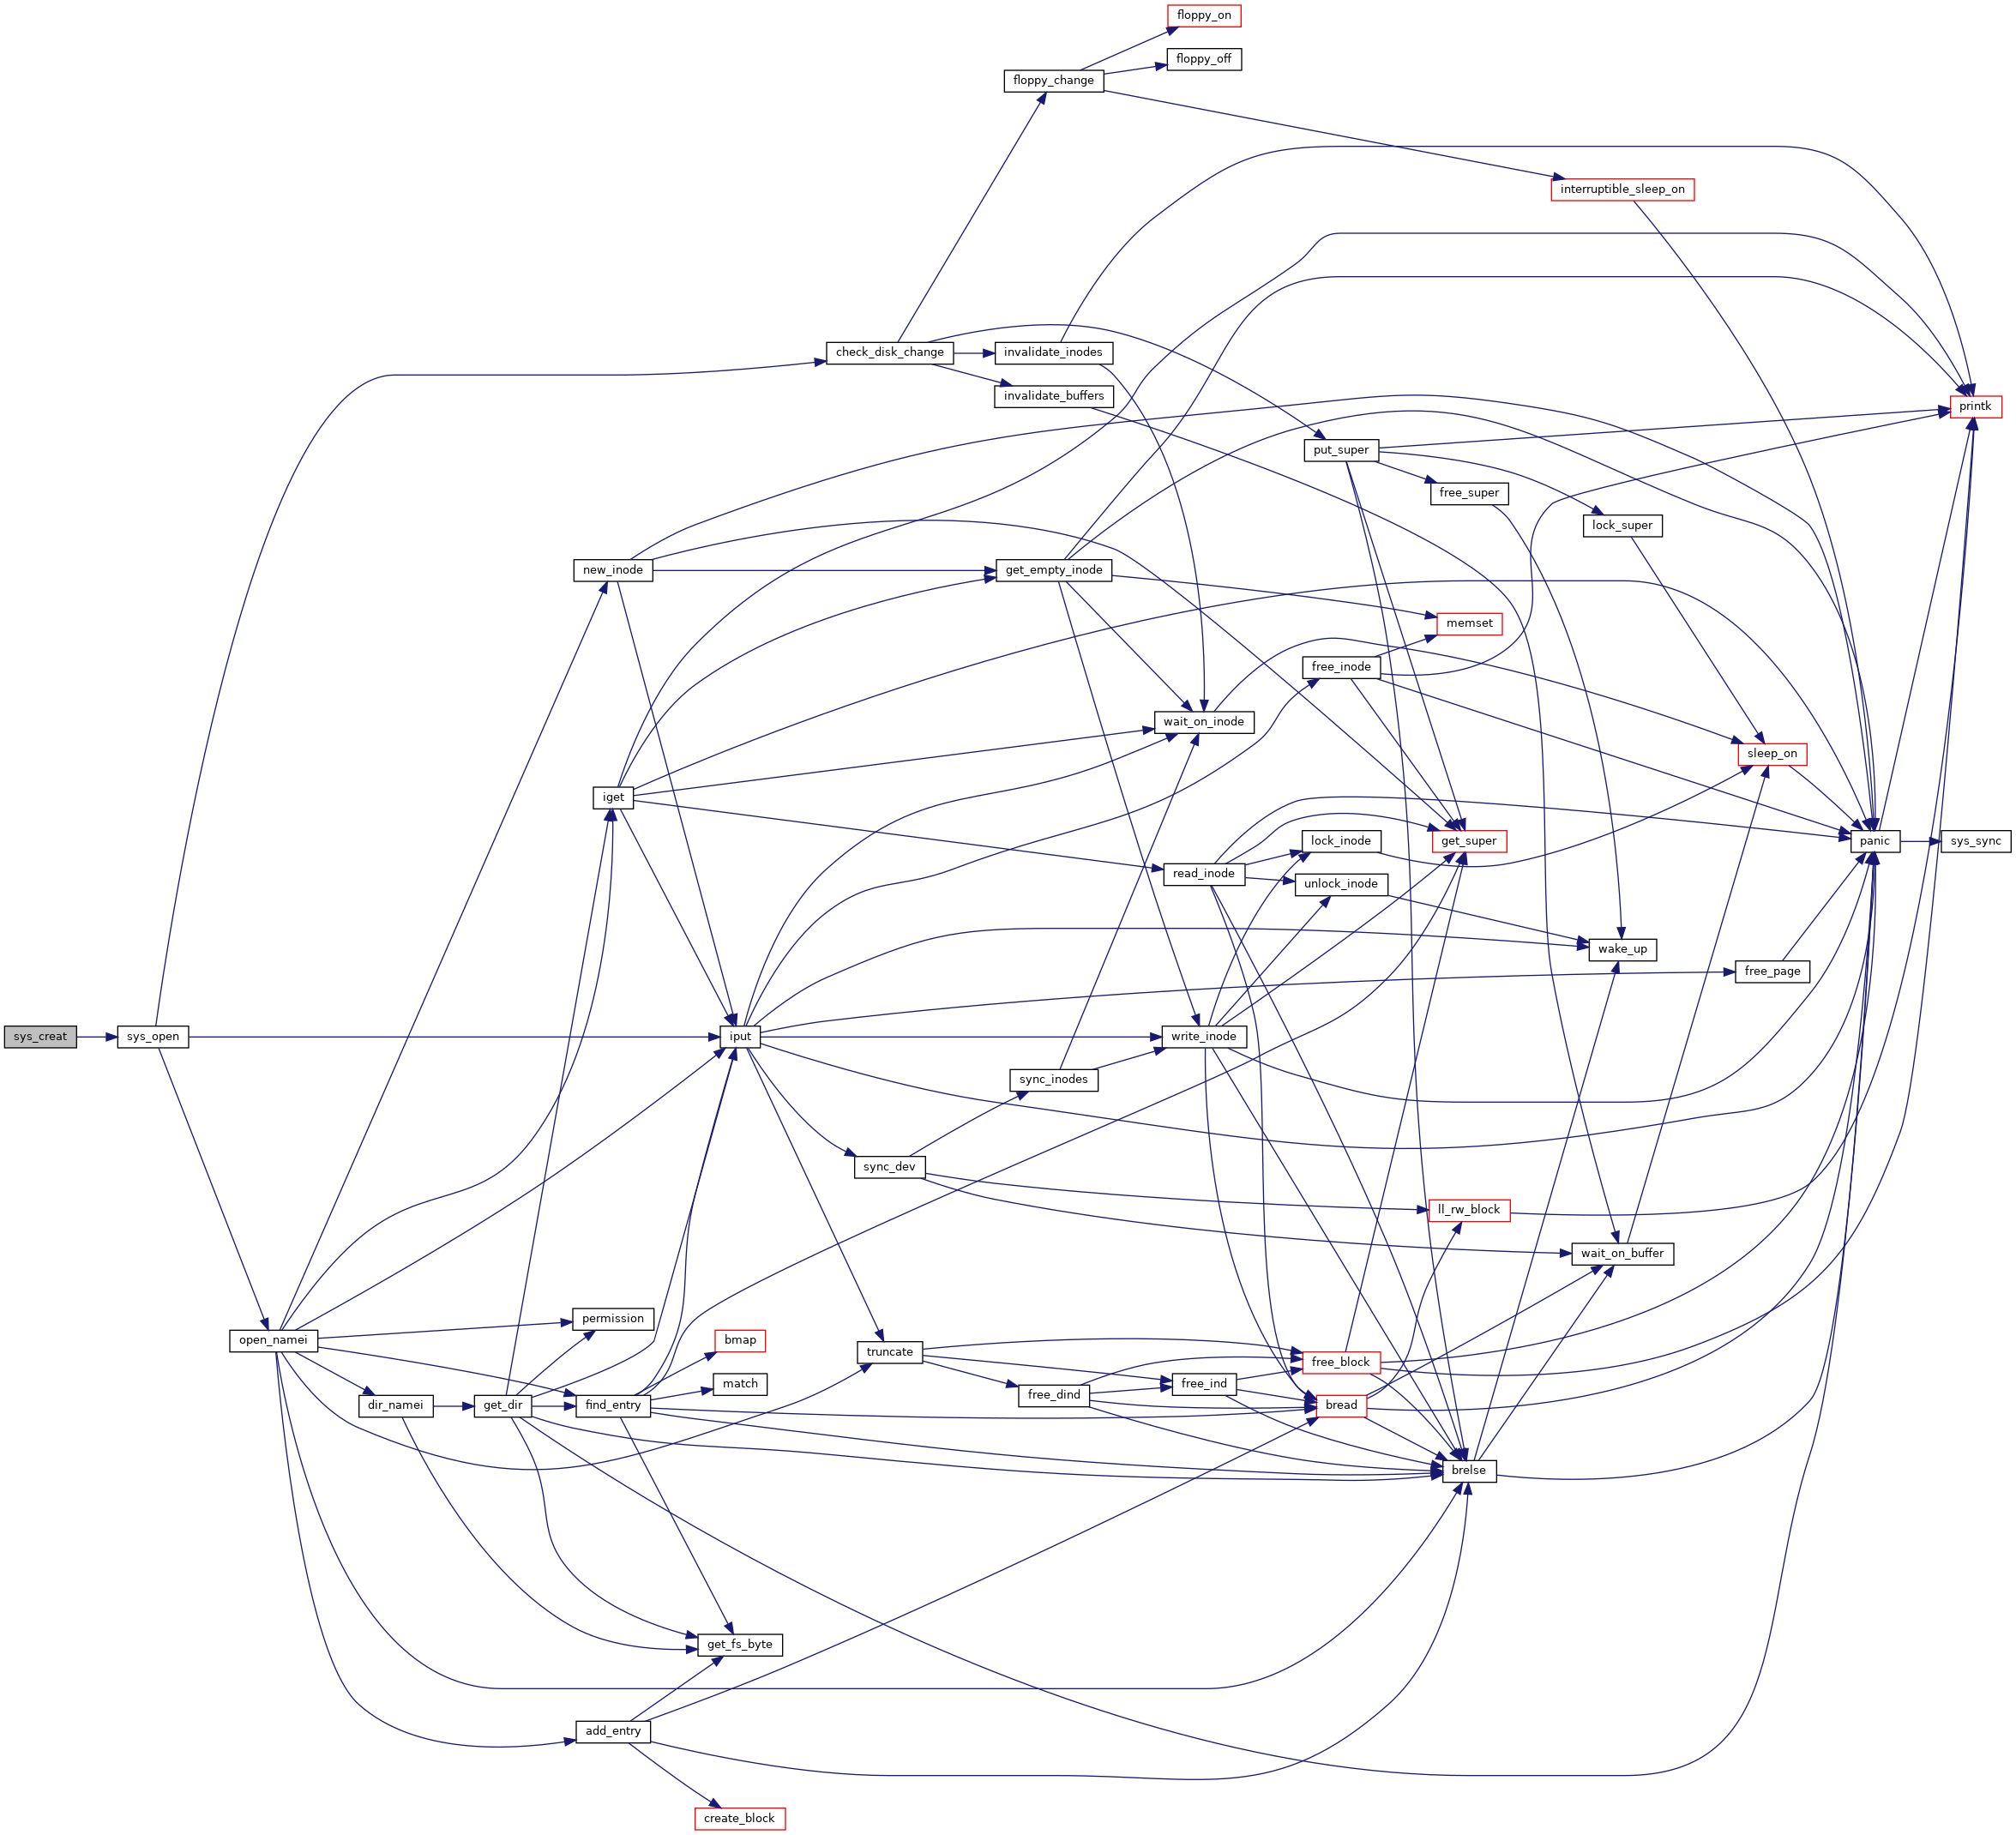 floppy_on
floppy_off
floppy_change
interruptible_sleep_on
check_disk_change
invalidate_inodes
invalidate_buffers
printk
put_super
free_super
lock_super
new_inode
get_empty_inode
memset
free_inode
wait_on_inode
sleep_on
iget
get_super
lock_inode
panic
sys_sync
read_inode
unlock_inode
wake_up
free_page
sys_creat
sys_open
iput
write_inode
sync_inodes
sync_dev
ll_rw_block
wait_on_buffer
permission
open_namei
bmap
truncate
free_block
match
free_ind
free_dind
dir_namei
get_dir
find_entry
bread
brelse
get_fs_byte
add_entry
create_block